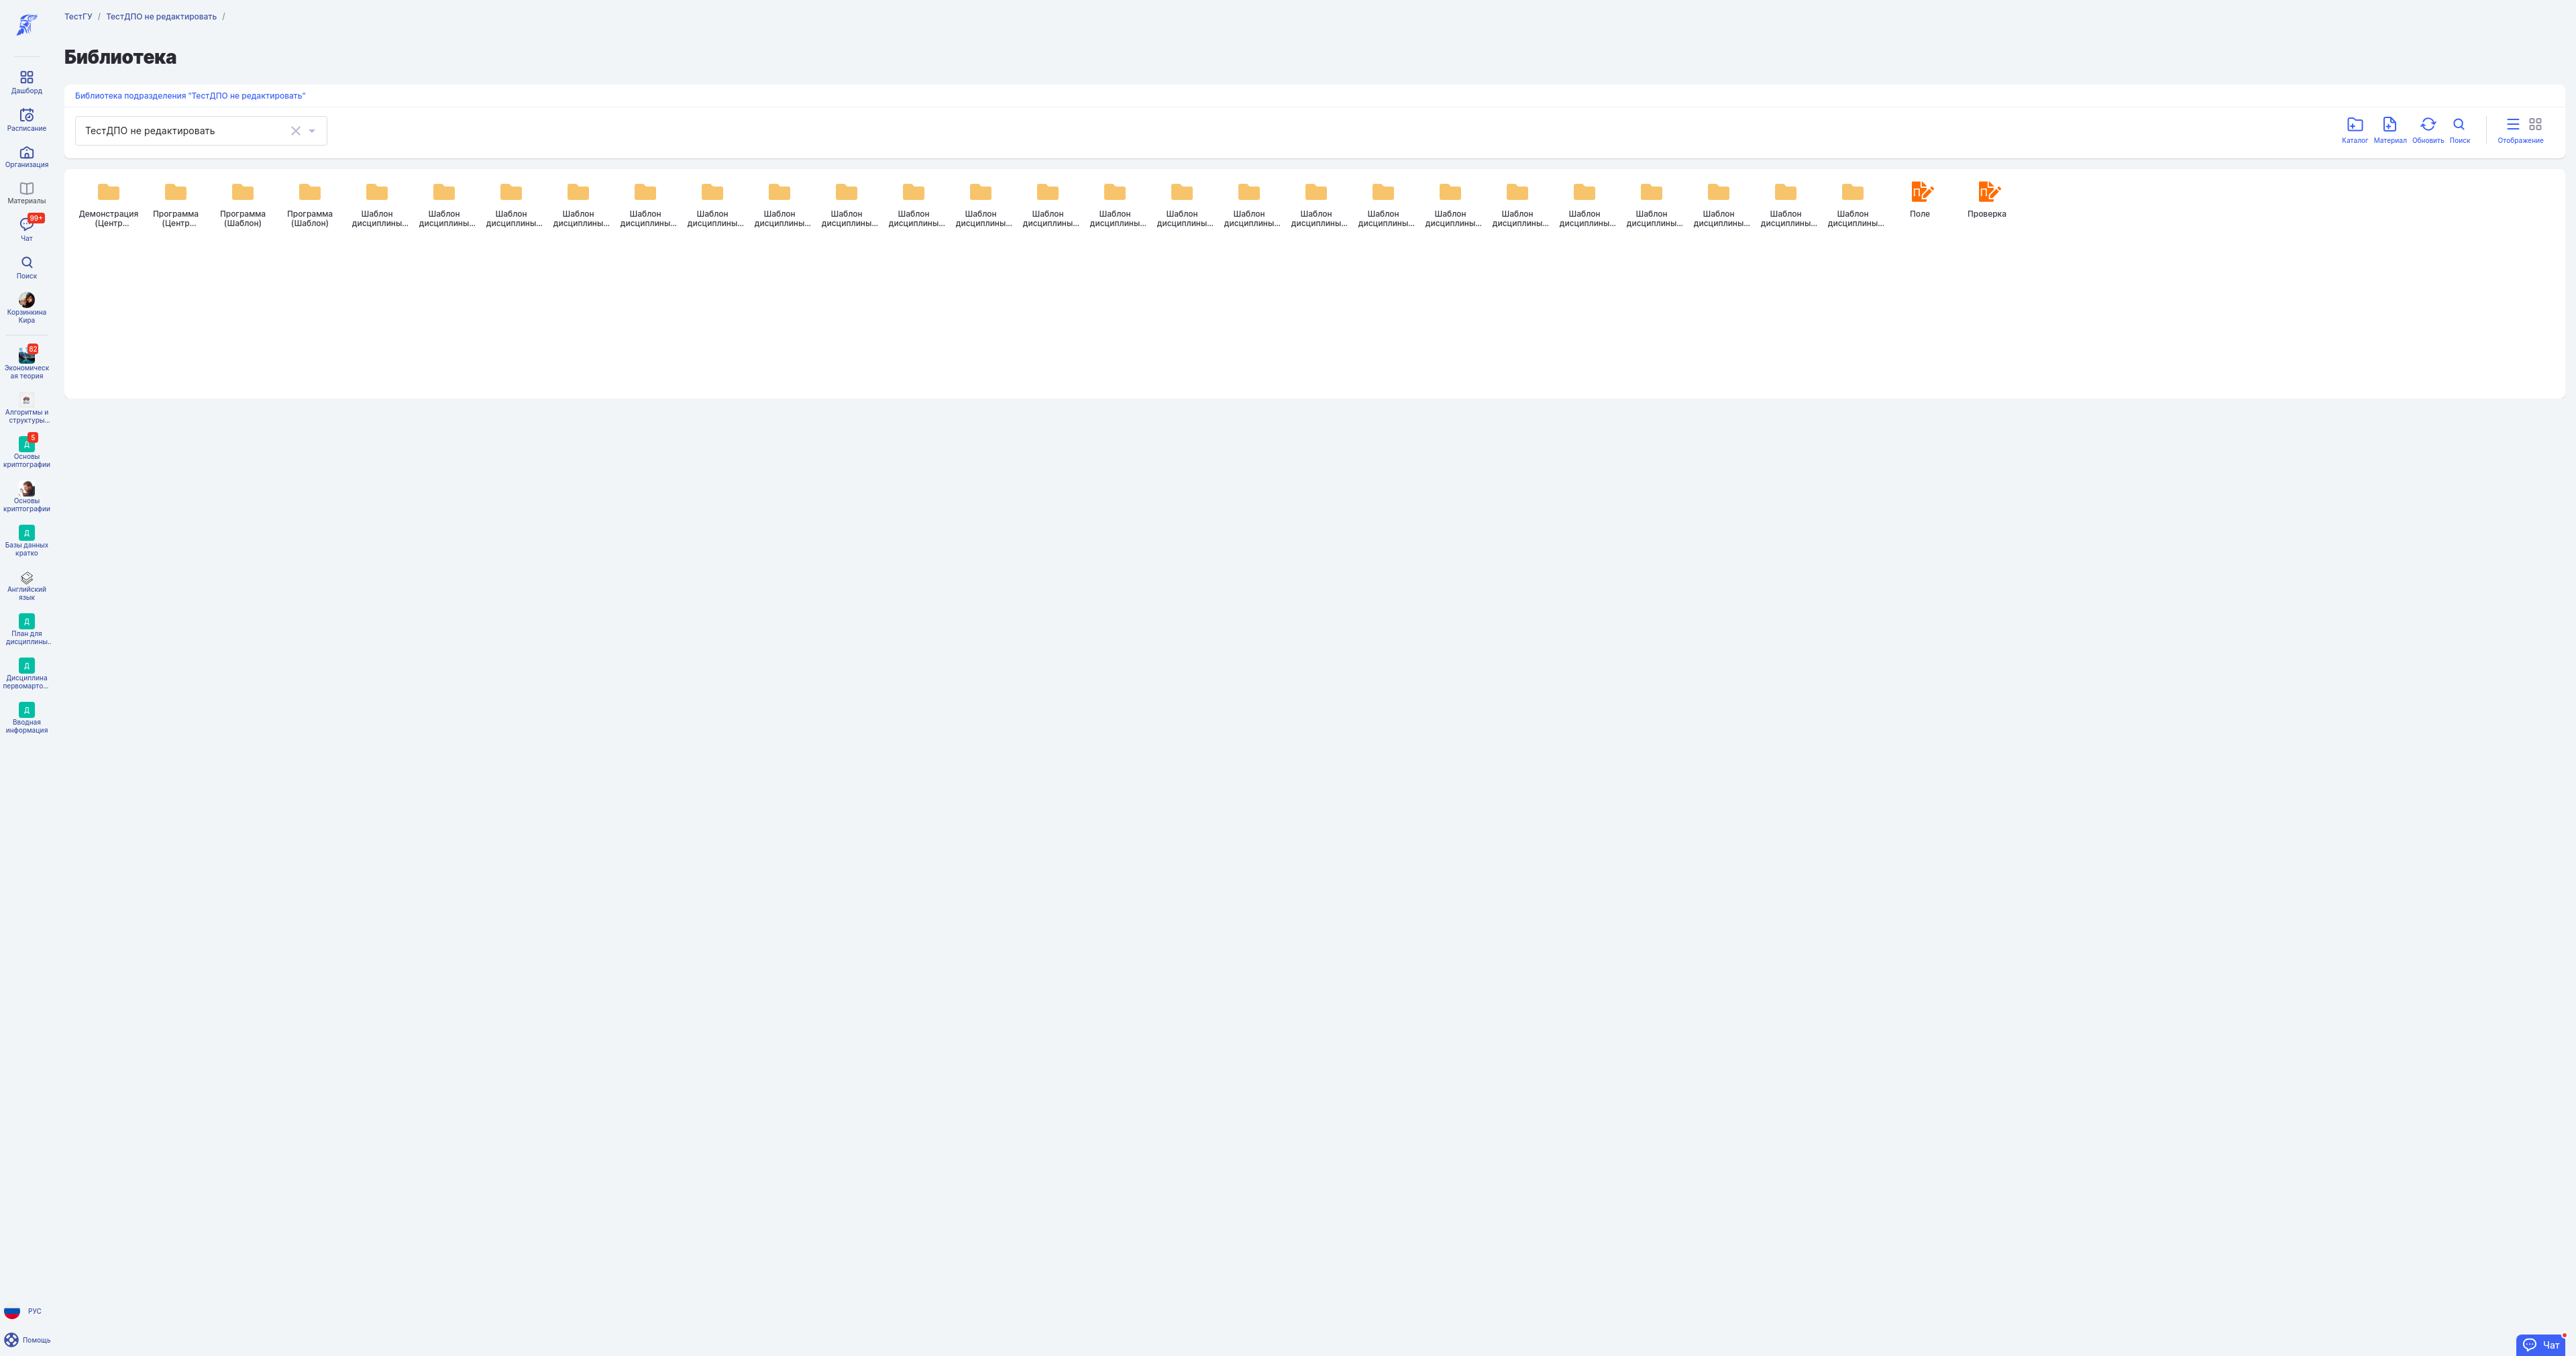 ТестГУ / ТестДПО не редактировать /
Библиотека
Библиотека подразделения "ТестДПО не редактировать"
ТестДПО не редактировать
Каталог
Материал
Обновить
Поиск
Отображение
Демонстрация
(Центр...
Программа
(Центр...
Программа
(Шаблон)
Программа
(Шаблон)
Шаблон
дисциплины...
Шаблон
дисциплины...
Шаблон
дисциплины...
Шаблон
дисциплины...
Шаблон
дисциплины...
Шаблон
дисциплины...
Шаблон
дисциплины...
Шаблон
дисциплины...
Шаблон
дисциплины...
Шаблон
дисциплины...
Шаблон
дисциплины...
Шаблон
дисциплины...
Шаблон
дисциплины...
Шаблон
дисциплины...
Шаблон
дисциплины...
Шаблон
дисциплины...
Шаблон
дисциплины...
Шаблон
дисциплины...
Шаблон
дисциплины...
Шаблон
дисциплины...
Шаблон
дисциплины...
Шаблон
дисциплины...
Шаблон
дисциплины...
Поле
Проверка
Дашборд
Расписание
Организация
Материалы
99+
Чат
Поиск
Корзинкина
Кира
82
Экономическ
ая теория
Алгоритмы и
структуры...
5
Д
Основы
криптографии
Основы
криптографии
Д
Базы данных
кратко
Английский
язык
Д
План для
дисциплины..
Д
Дисциплина
первомарто...
Д
Вводная
информация
РУС
Помощь
Чат